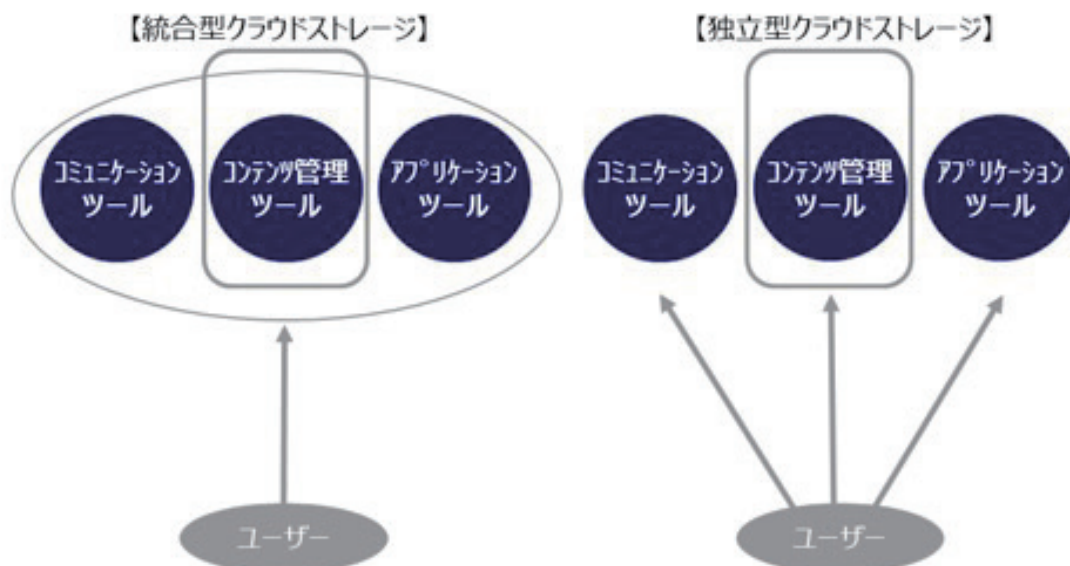 【統合型クラウドストレージ】
ｺﾐｭﾆｹｰｼｮﾝ
ツール
ｺﾝﾃﾝﾂ管理
ツール
ｱﾌﾟﾘｹｰｼｮﾝ
ツール
ユーザー
【独立型クラウドストレージ】
ｺﾐｭﾆｹｰｼｮﾝ
ツール
ｺﾝﾃﾝﾂ管理
ツール
ｱﾌﾟﾘｹｰｼｮﾝ
ツール
ユーザー